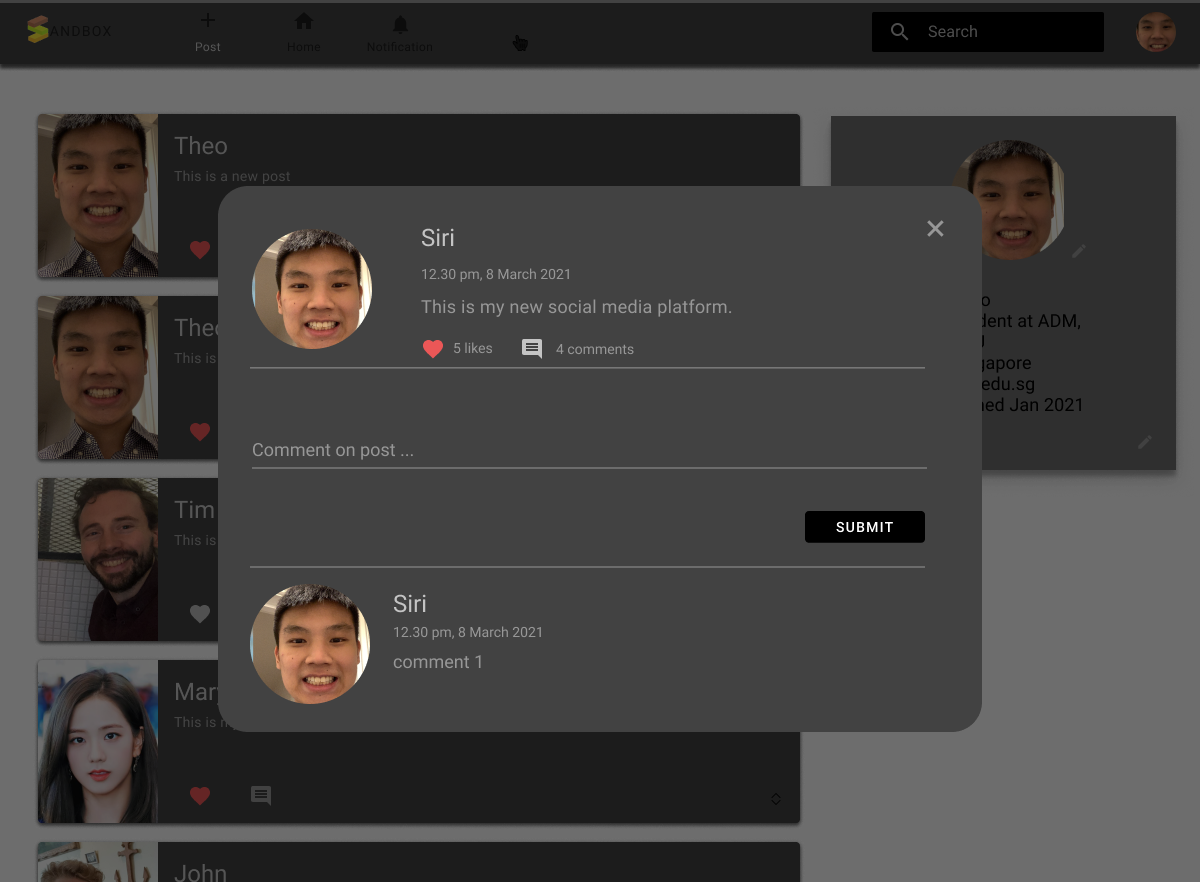 SANDBOX
Post
Home
Notification
Search
Theo
This is a new post
Siri
12.30 pm, 8 March 2021
This is my new social media platform.
5 likes
4 comments
Comment on post ...
SUBMIT
Siri
12.30 pm, 8 March 2021
comment 1
This is
Tim
This is
This is
John
o
dent at ADM,
gapore
edu.sg
ned Jan 2021